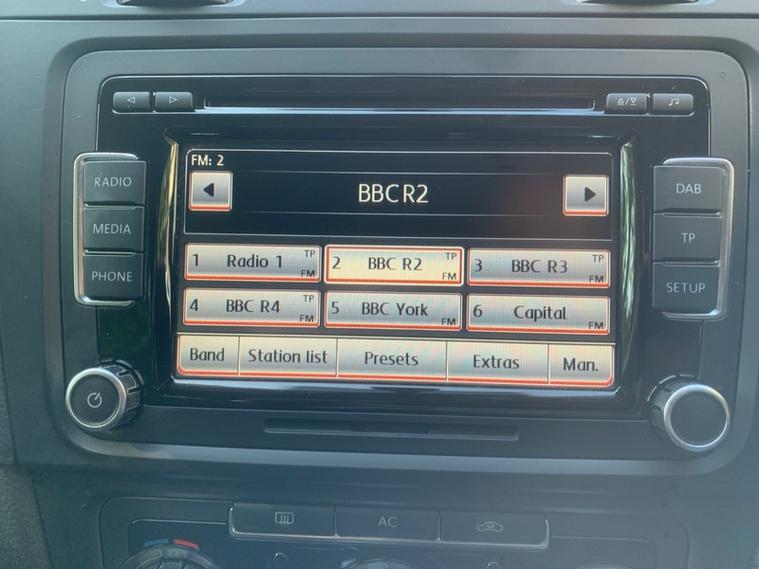 RADIO
MEDIA
PHONE
FM: 2
BBC R2
1 Radio 1 TP FM
2 BBC R2 TP FM
3 BBC R3 TP FM
4 BBC R4 TP FM
5 BBC York FM
6 Capital FM
Band Station list Presets Extras Man.
DAB
TP
SETUP
AC